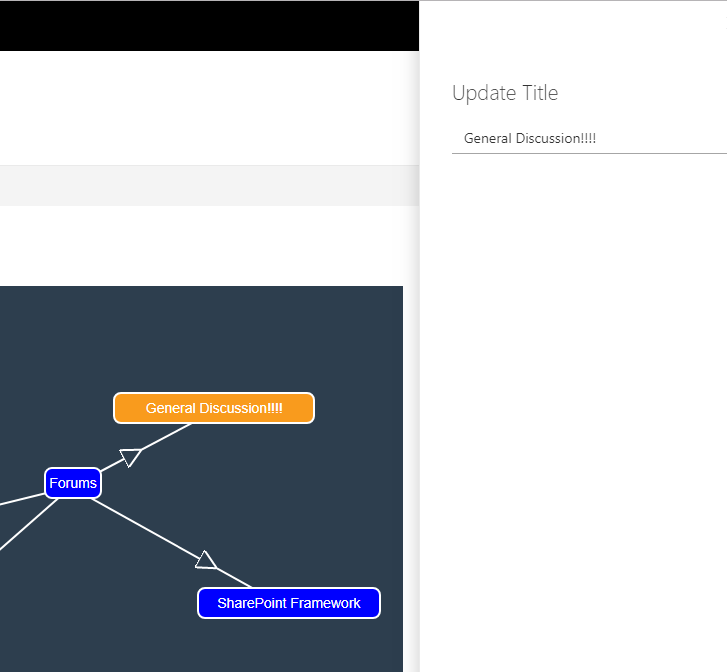 Update Title
General Discussion!!!!
General Discussion!!!!
Forums
SharePoint Framework